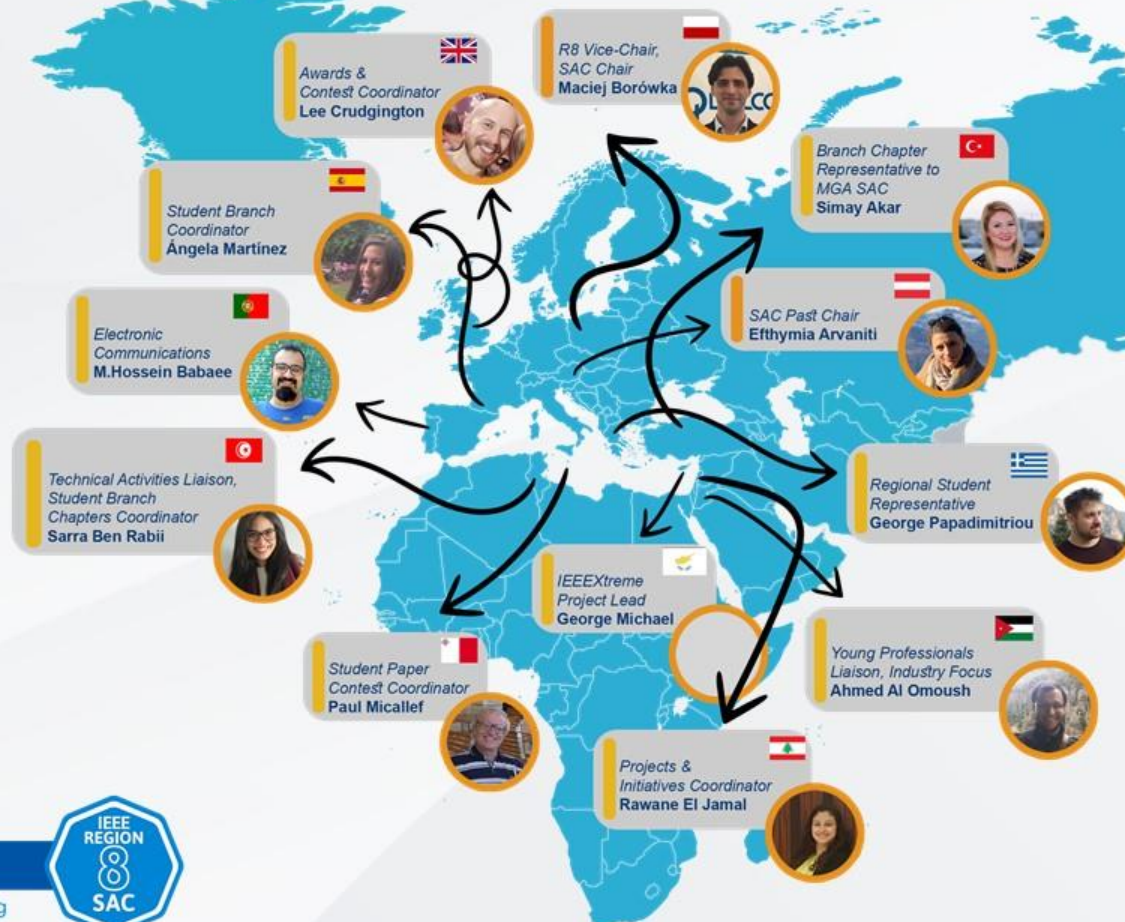 Awards &
Contest Coordinator
Lee Crudgington
R8 Vice-Chair,
SAC Chair
Maciej Borówka
Branch Chapter
Representative to
MGA SAC
Simay Akar
Student Branch
Coordinator
Ángela Martínez
SAC Past Chair
Efthymia Arvaniti
Electronic
Communications
M.Hossein Babaee
Technical Activities Liaison,
Student Branch
Chapters Coordinator
Sarra Ben Rabii
Regional Student
Representative
George Papadimitriou
IEEEXtreme
Project Lead
George Michael
Student Paper
Contest Coordinator
Paul Micallef
Young Professionals
Liaison, Industry Focus
Ahmed Al Omoush
Projects &
Initiatives Coordinator
Rawane El Jamal
IEEE
REGION
8
SAC